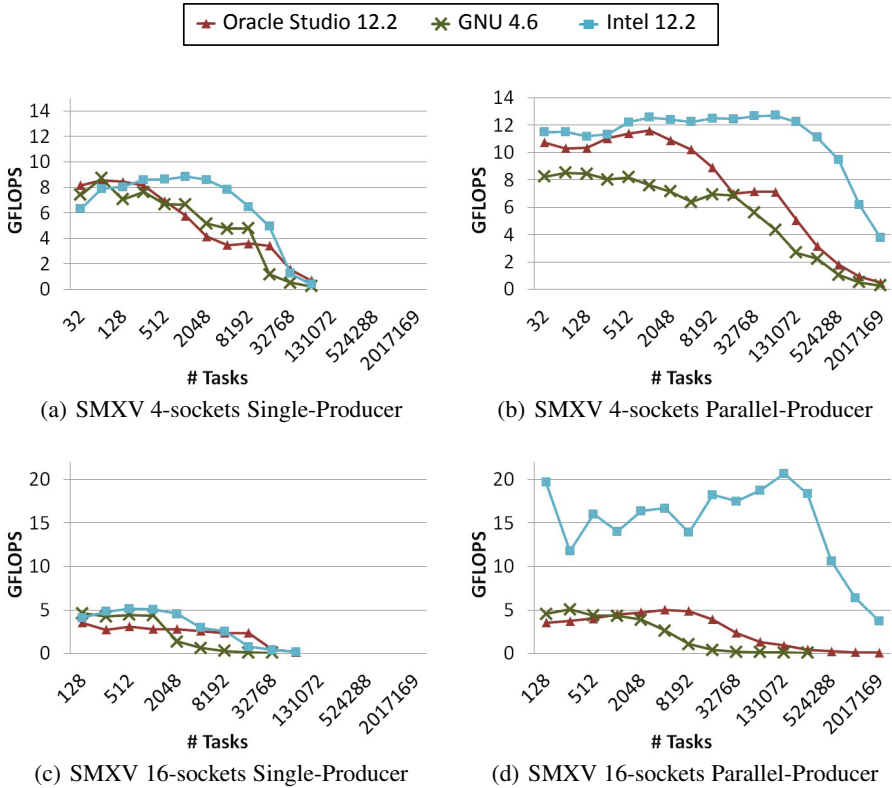 Oracle Studio 12.2 GNU 4.6 Intel 12.2
14
12
10
8
6
4
2
0
GFLOPS
32 128 512 2048 8192 32768 131072 524288 2017169
# Tasks
(a) SMXV 4-sockets Single-Producer
14
12
10
8
6
4
2
0
GFLOPS
32 128 512 2048 8192 32768 131072 524288 2017169
# Tasks
(b) SMXV 4-sockets Parallel-Producer
20
15
10
5
0
GFLOPS
128 512 2048 8192 32768 131072 524288 2017169
# Tasks
(c) SMXV 16-sockets Single-Producer
20
15
10
5
0
GFLOPS
128 512 2048 8192 32768 131072 524288 2017169
# Tasks
(d) SMXV 16-sockets Parallel-Producer